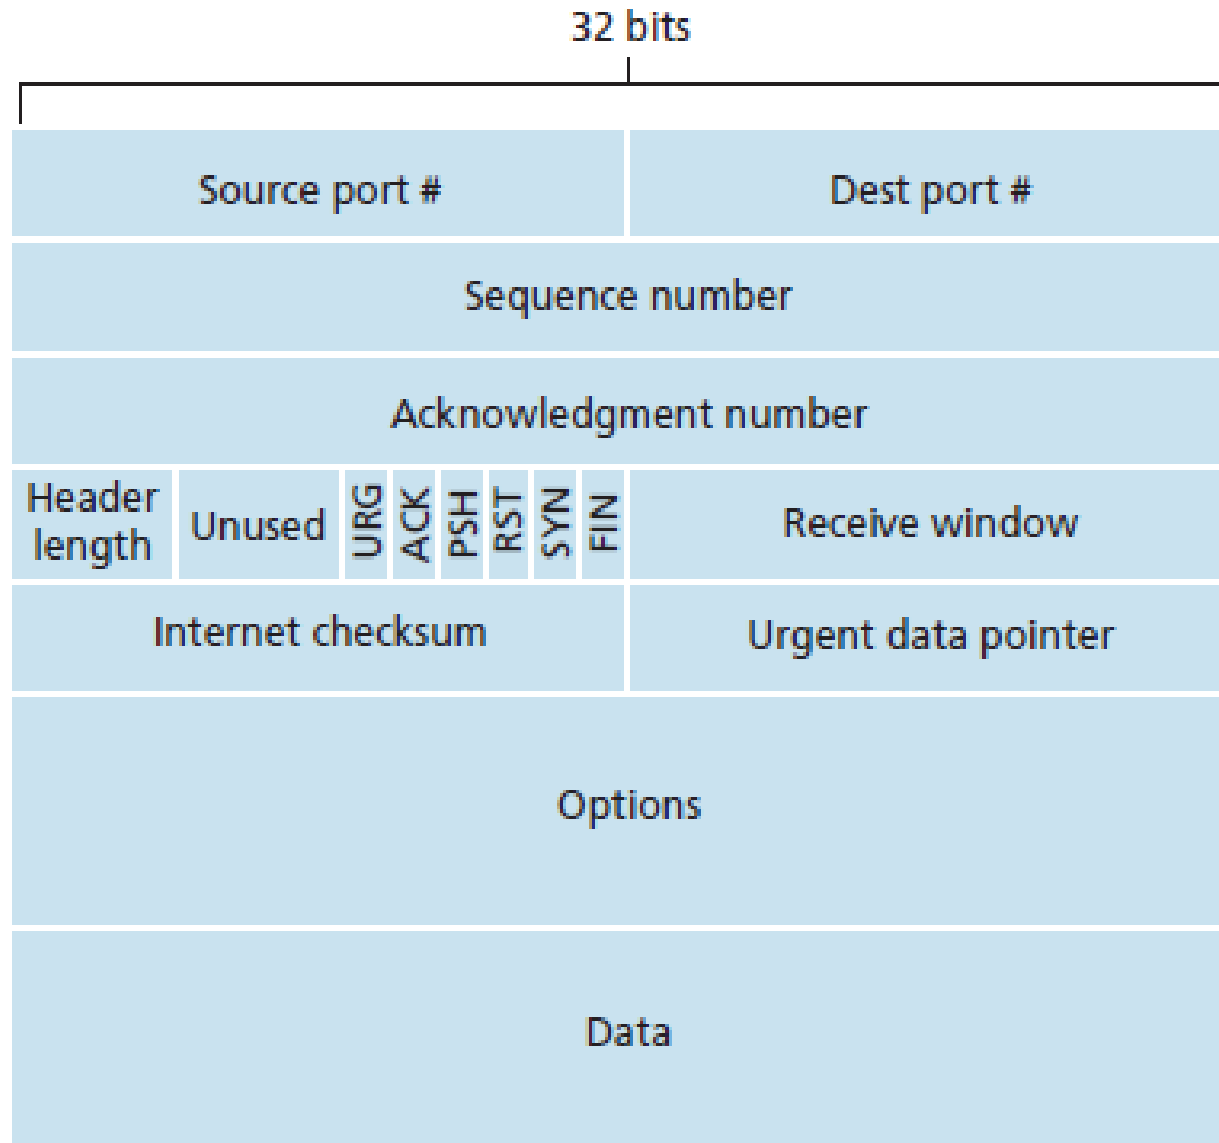 32 bits
Source port #
Dest port #
Sequence number
Acknowledgment number
Header
length
Unused
URG
ACK
PSH
RST
SYN
FIN
Receive window
Internet checksum
Urgent data pointer
Options
Data